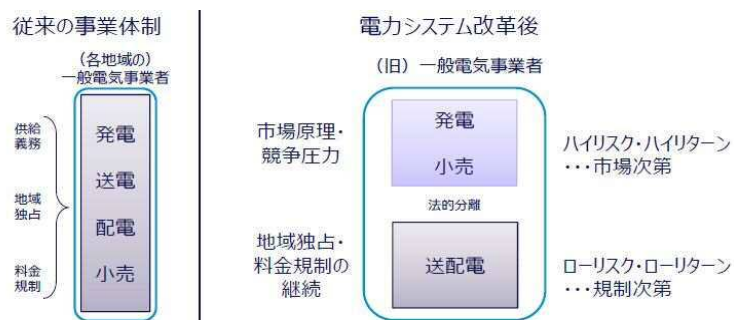 従来の事業体制
(各地域の)
一般電気事業者
供給
義務
地域
独占
料金
規制
発電
送電
配電
小売
電力システム改革後
(旧)一般電気事業者
市場原理・
競争圧力
発電
小売
ハイリスク・ハイリターン
・・・市場次第
法的分離
地域独占・
料金規制の
継続
送配電
ローリスク・ローリターン
・・・規制次第